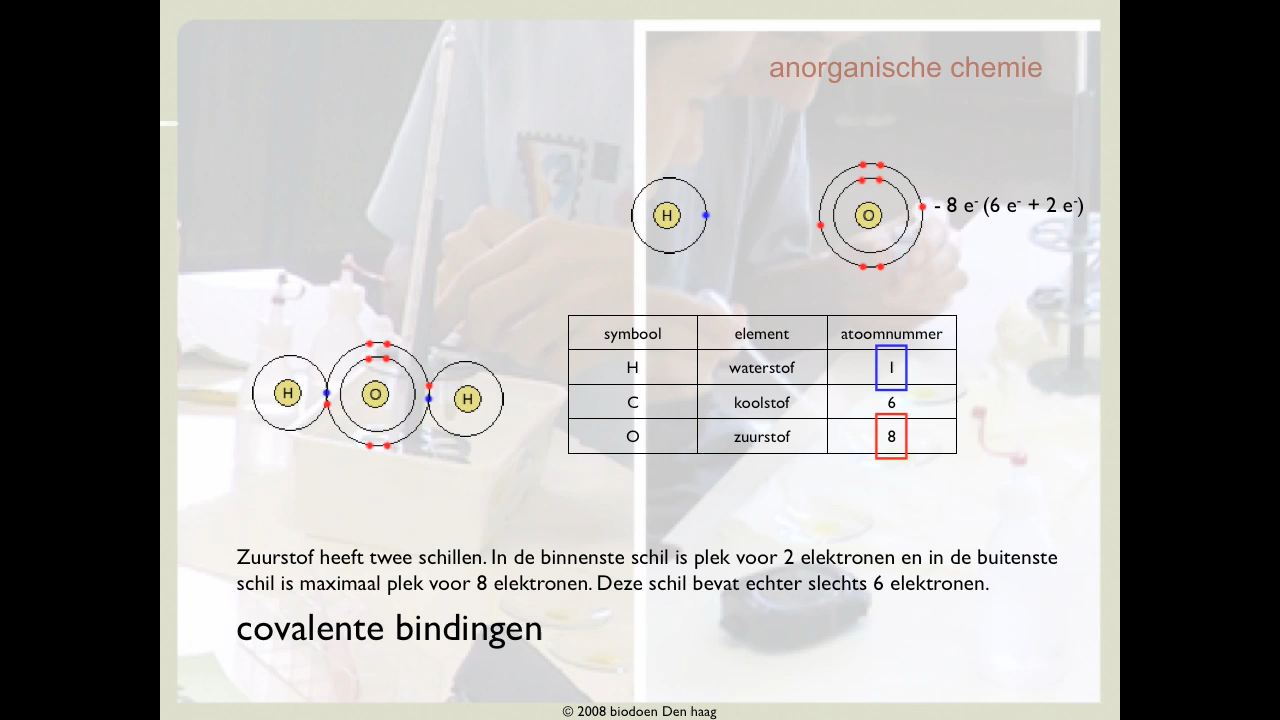 anorganische chemie
H
O
- 8 e⁻ (6 e⁻ + 2 e⁻)
symbool element atoomnummer
H waterstof 1
C koolstof 6
O zuurstof 8
H O H
Zuurstof heeft twee schillen. In de binnenste schil is plek voor 2 elektronen en in de buitenste
schil is maximaal plek voor 8 elektronen. Deze schil bevat echter slechts 6 elektronen.
covalente bindingen
© 2008 biodoen Den haag